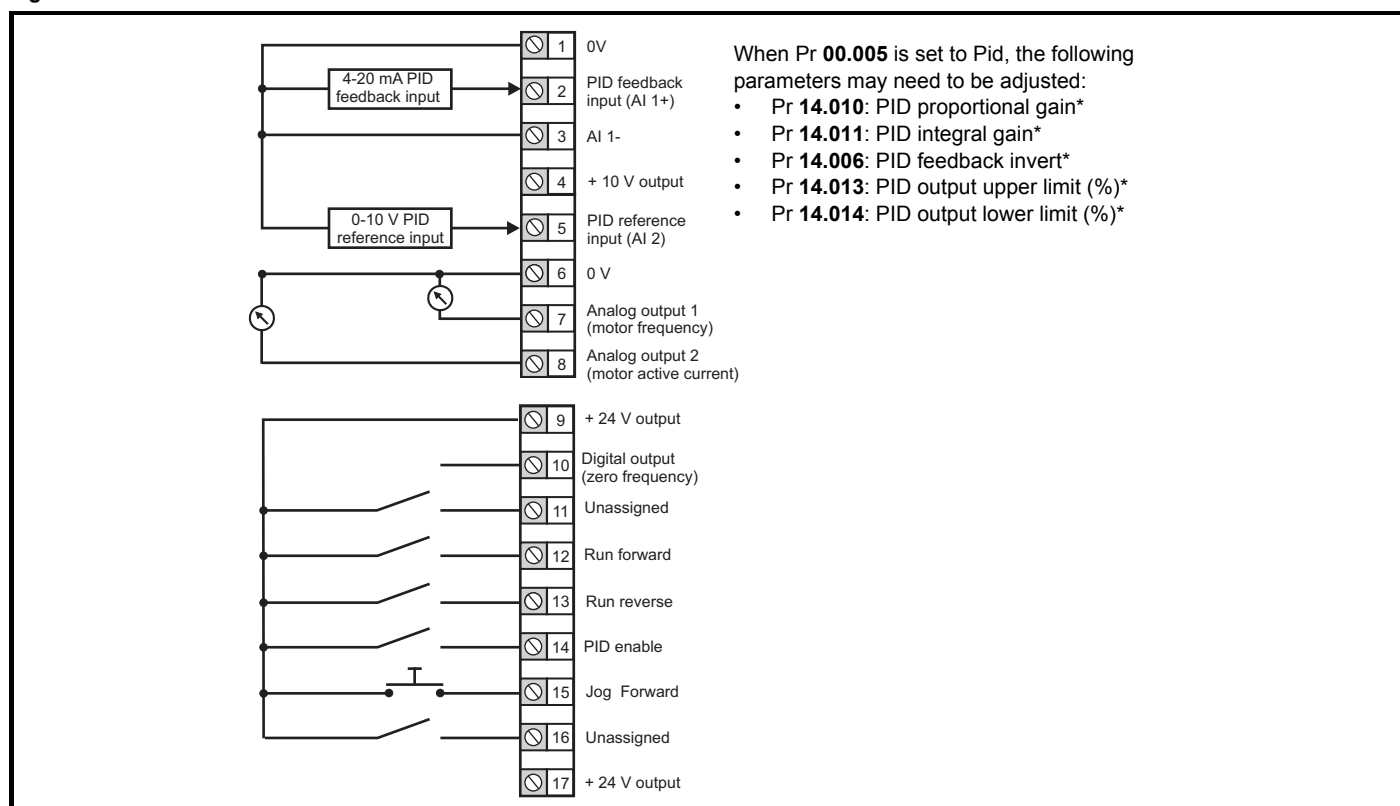 1 0V
4-20 mA PID
feedback input
2 PID feedback
input (AI 1+)
3 AI 1-
4 + 10 V output
0-10 V PID
reference input
5 PID reference
input (AI 2)
6 0 V
7 Analog output 1
(motor frequency)
8 Analog output 2
(motor active current)
9 + 24 V output
10 Digital output
(zero frequency)
11 Unassigned
12 Run forward
13 Run reverse
14 PID enable
15 Jog Forward
16 Unassigned
17 + 24 V output
When Pr 00.005 is set to Pid, the following
parameters may need to be adjusted:
• Pr 14.010: PID proportional gain*
• Pr 14.011: PID integral gain*
• Pr 14.006: PID feedback invert*
• Pr 14.013: PID output upper limit (%)*
• Pr 14.014: PID output lower limit (%)*